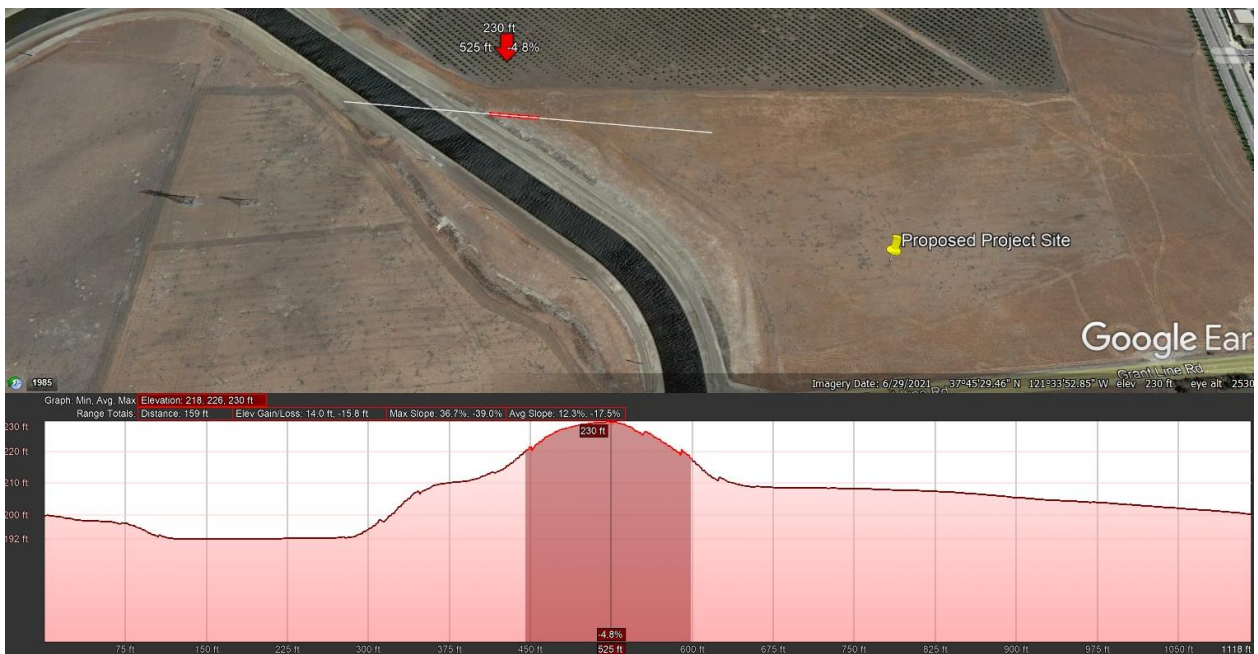 230 ft
525 ft -4.8%
Proposed Project Site
Google Ear
Grant Line Rd
1985
Imagery Date: 6/29/2021 37°45'29.46" N 121°33'52.85" W elev 230 ft eye alt 2530
Graph: Min, Avg, Max Elevation: 218, 226, 230 ft
Range Totals: Distance: 159 ft Elev Gain/Loss: 14.0 ft, -15.8 ft Max Slope: 36.7%, -39.0% Avg Slope: 12.3%, -17.5%
230 ft
230 ft
220 ft
210 ft
200 ft
192 ft
-4.8%
75 ft 150 ft 225 ft 300 ft 375 ft 450 ft 525 ft 600 ft 675 ft 750 ft 825 ft 900 ft 975 ft 1050 ft 1118 ft